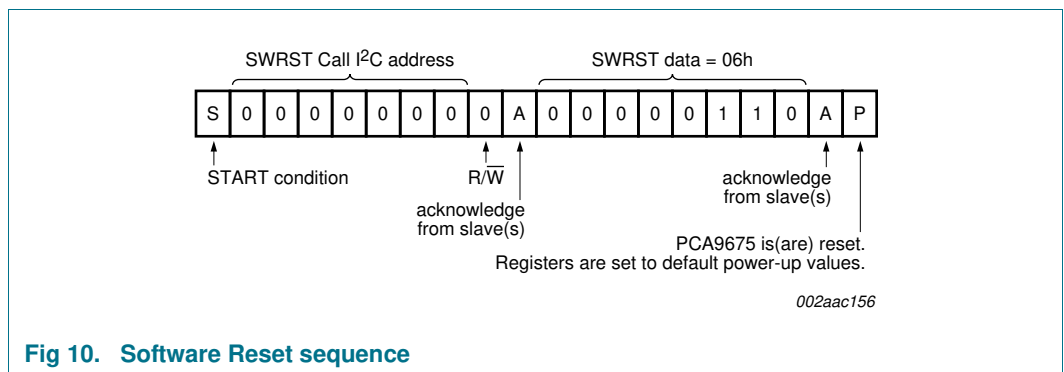 SWRST Call I2C address SWRST data = 06h
S 0 0 0 0 0 0 0 0 A 0 0 0 0 0 1 1 0 A P
START condition R/W acknowledge
acknowledge from slave(s)
from slave(s)
PCA9675 is(are) reset.
Registers are set to default power-up values.
002aac156
Fig 10. Software Reset sequence